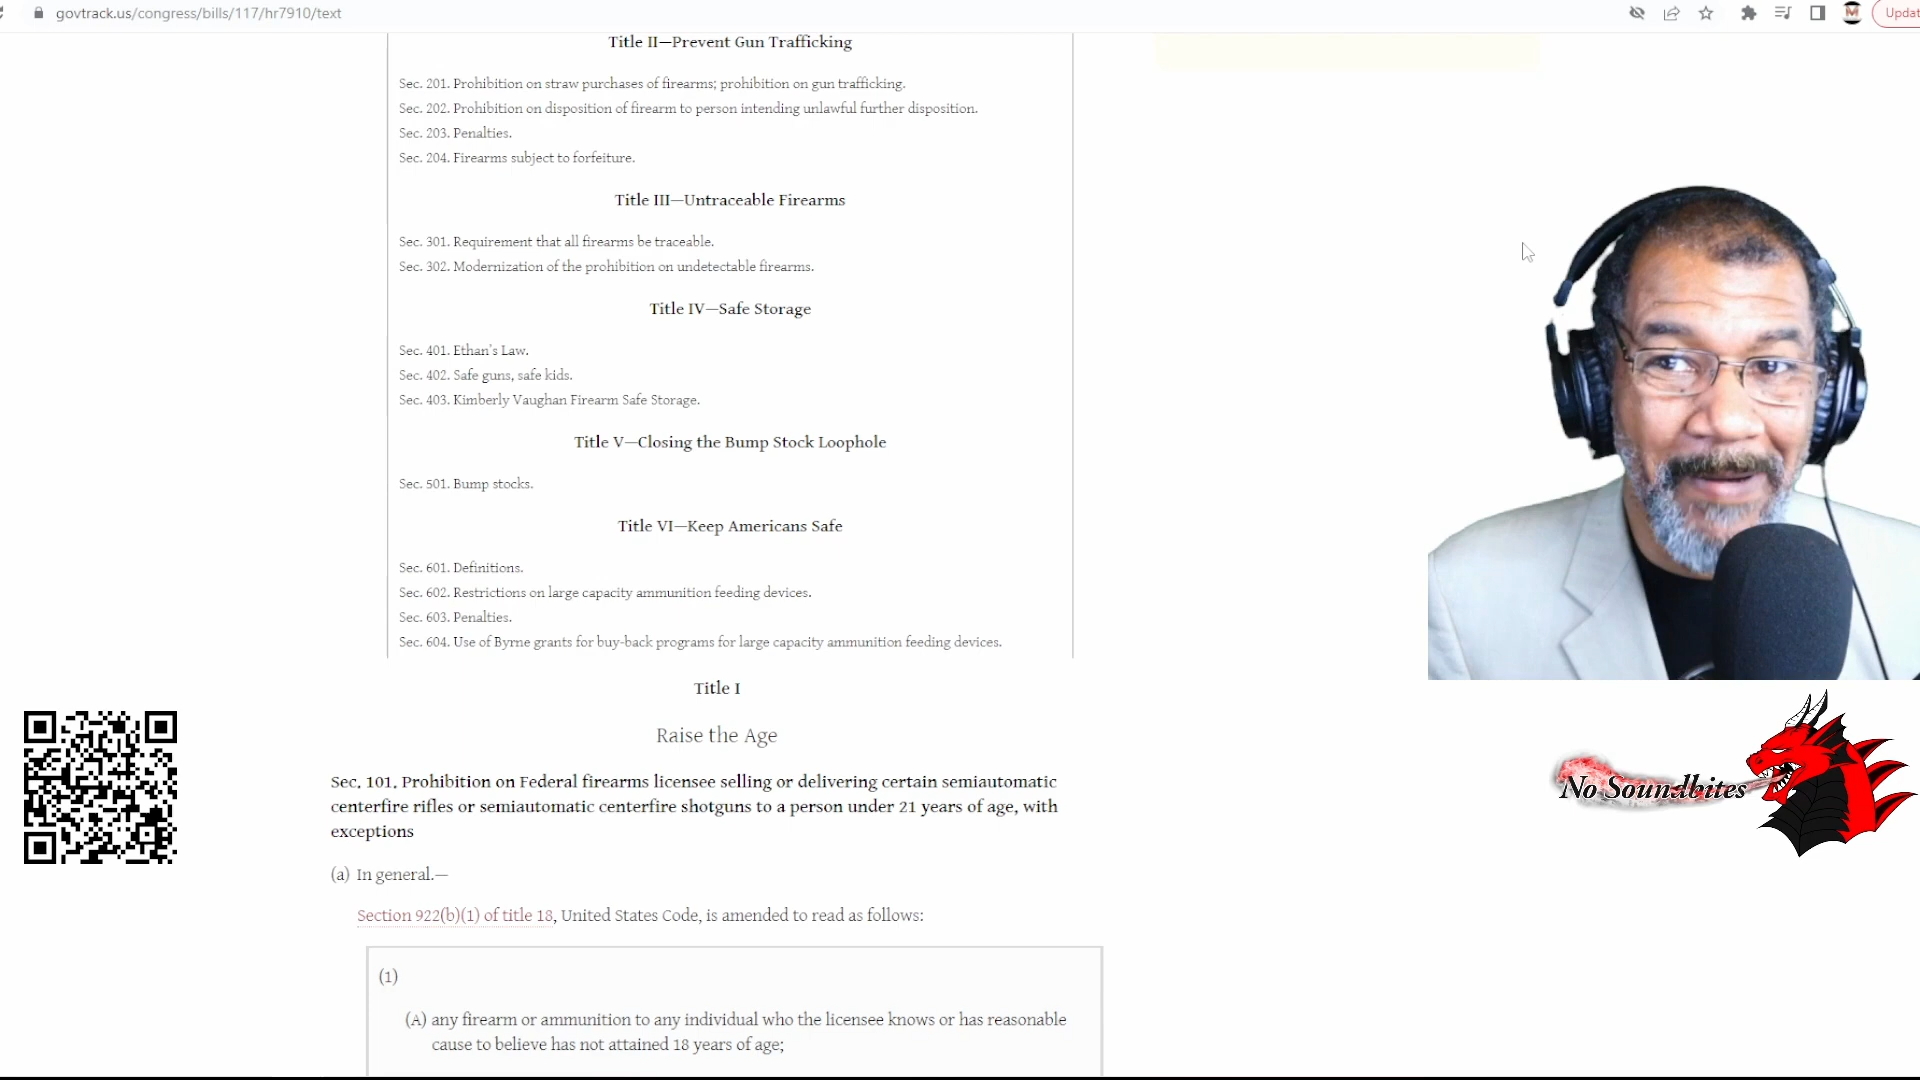 govtrack.us/congress/bills/117/hr7910/text
Updat
Title II—Prevent Gun Trafficking
Sec. 201. Prohibition on straw purchases of firearms; prohibition on gun trafficking.
Sec. 202. Prohibition on disposition of firearm to person intending unlawful further disposition.
Sec. 203. Penalties.
Sec. 204. Firearms subject to forfeiture.
Title III—Untraceable Firearms
Sec. 301. Requirement that all firearms be traceable.
Sec. 302. Modernization of the prohibition on undetectable firearms.
Title IV—Safe Storage
Sec. 401. Ethan's Law.
Sec. 402. Safe guns, safe kids.
Sec. 403. Kimberly Vaughan Firearm Safe Storage.
Title V—Closing the Bump Stock Loophole
Sec. 501. Bump stocks.
Title VI—Keep Americans Safe
Sec. 601. Definitions.
Sec. 602. Restrictions on large capacity ammunition feeding devices.
Sec. 603. Penalties.
Sec. 604. Use of Byrne grants for buy-back programs for large capacity ammunition feeding devices.
Title I
Raise the Age
Sec. 101. Prohibition on Federal firearms licensee selling or delivering certain semiautomatic
centerfire rifles or semiautomatic centerfire shotguns to a person under 21 years of age, with
exceptions
(a) In general.—
Section 922(b)(1) of title 18, United States Code, is amended to read as follows:
(1)
(A) any firearm or ammunition to any individual who the licensee knows or has reasonable
cause to believe has not attained 18 years of age;
No Soundbites